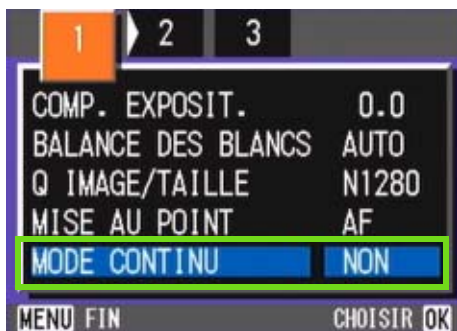 1 2 3
COMP. EXPOSIT. 0.0
BALANCE DES BLANCS AUTO
Q IMAGE/TAILLE N1280
MISE AU POINT AF
MODE CONTINU NON
MENU FIN CHOISIR OK